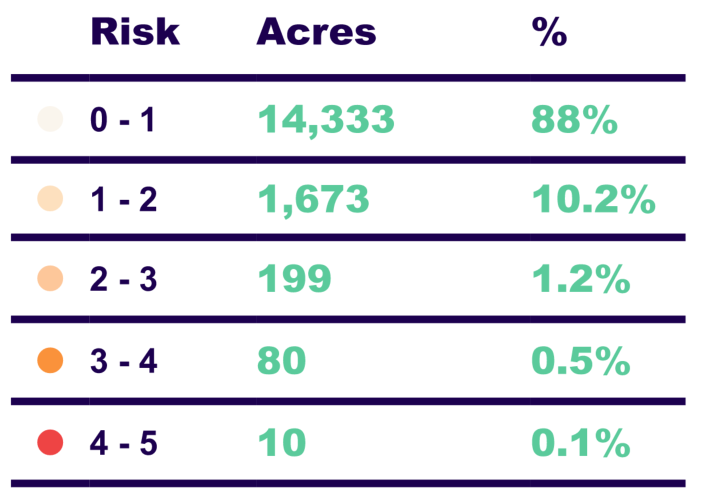 Risk Acres %
0 - 1 14,333 88%
1 - 2 1,673 10.2%
2 - 3 199 1.2%
3 - 4 80 0.5%
4 - 5 10 0.1%